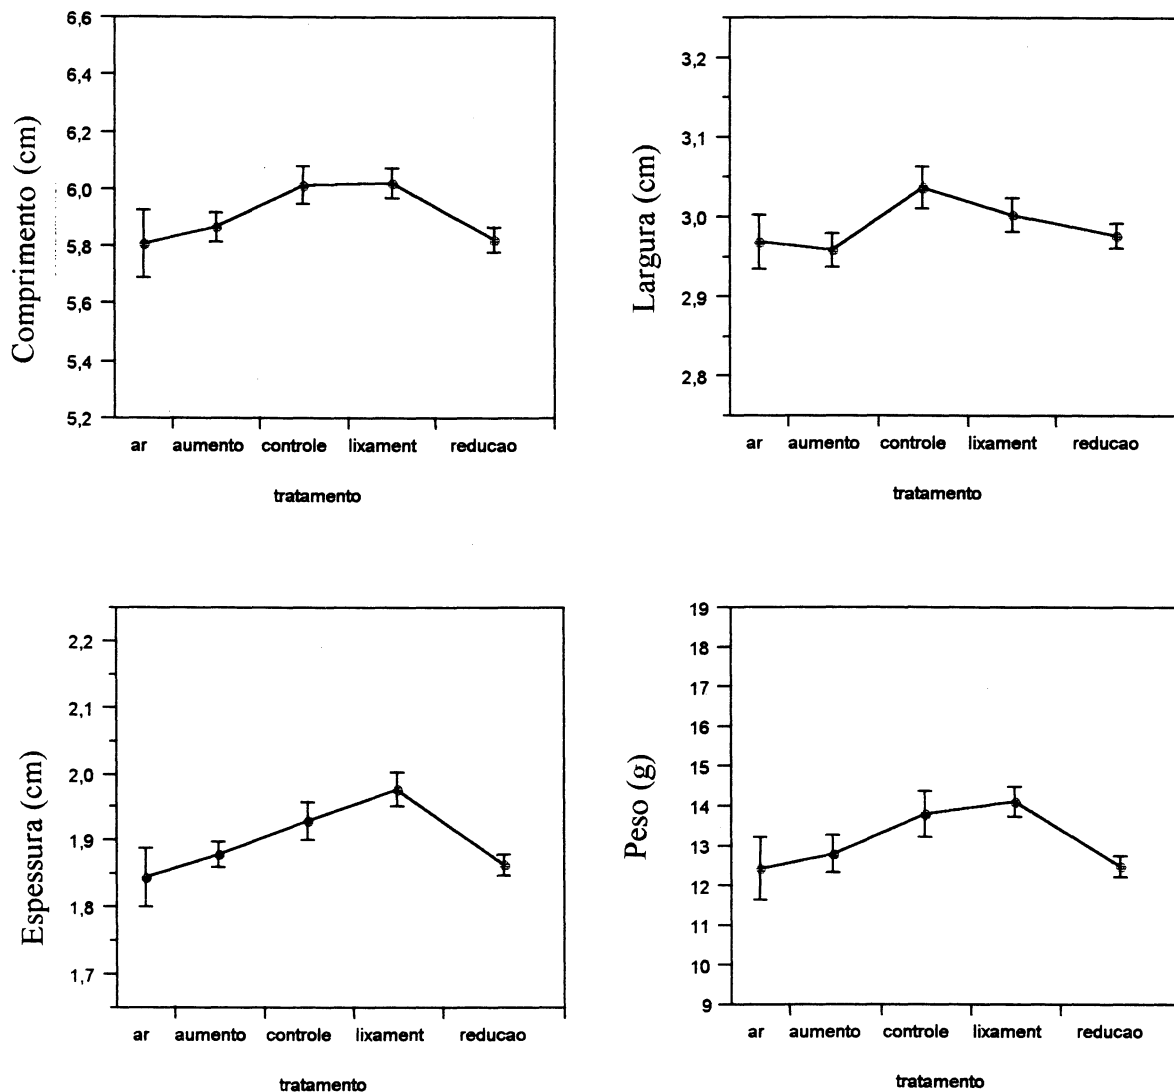 Comprimento (cm)
6,6
6,4
6,2
6,0
5,8
5,6
5,4
5,2
ar aumento controle lixament reducao
tratamento
Largura (cm)
3,2
3,1
3,0
2,9
2,8
ar aumento controle lixament reducao
tratamento
Espessura (cm)
2,2
2,1
2,0
1,9
1,8
1,7
ar aumento controle lixament reducao
tratamento
Peso (g)
19
18
17
16
15
14
13
12
11
10
9
ar aumento controle lixament reducao
tratamento